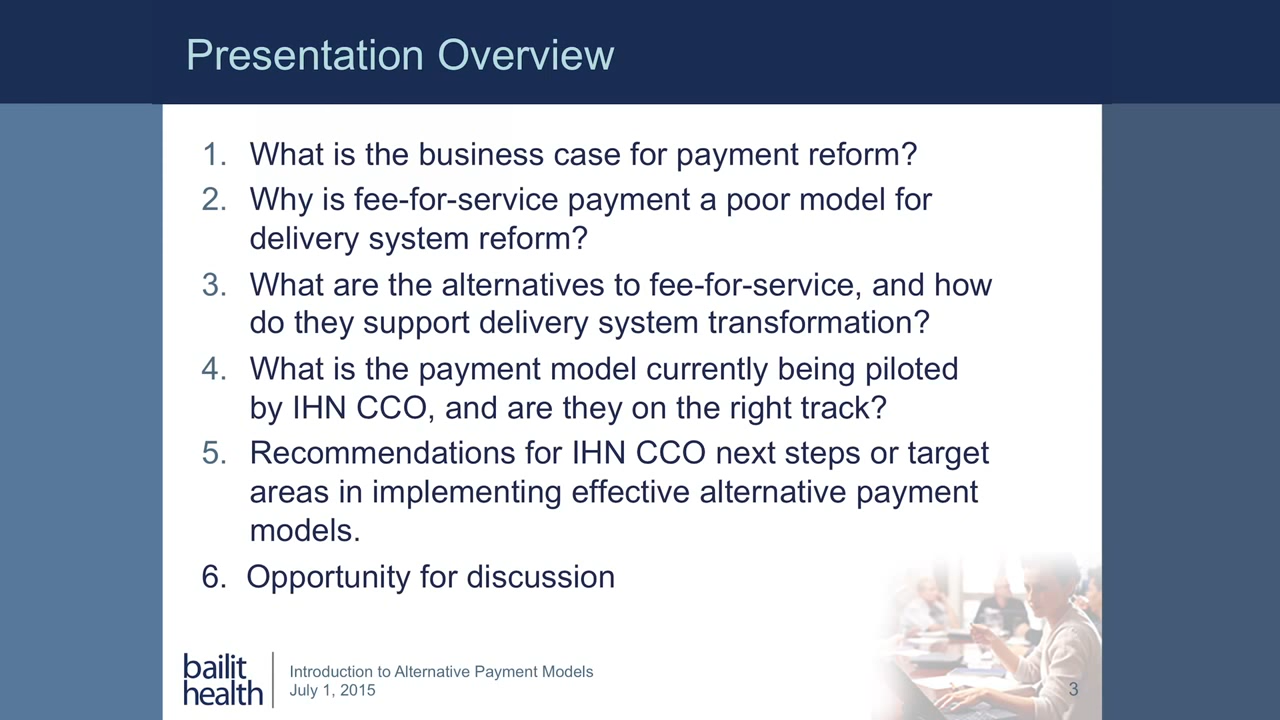 Presentation Overview
1. What is the business case for payment reform?
2. Why is fee-for-service payment a poor model for
delivery system reform?
3. What are the alternatives to fee-for-service, and how
do they support delivery system transformation?
4. What is the payment model currently being piloted
by IHN CCO, and are they on the right track?
5. Recommendations for IHN CCO next steps or target
areas in implementing effective alternative payment
models.
6. Opportunity for discussion
bailit
health
Introduction to Alternative Payment Models
July 1, 2015
3